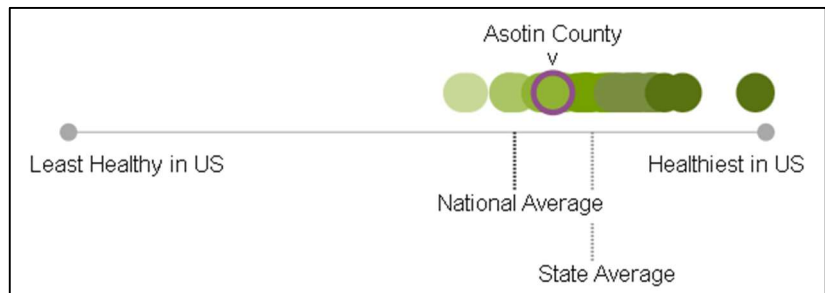 Asotin County
v
Least Healthy in US
Healthiest in US
National Average
State Average